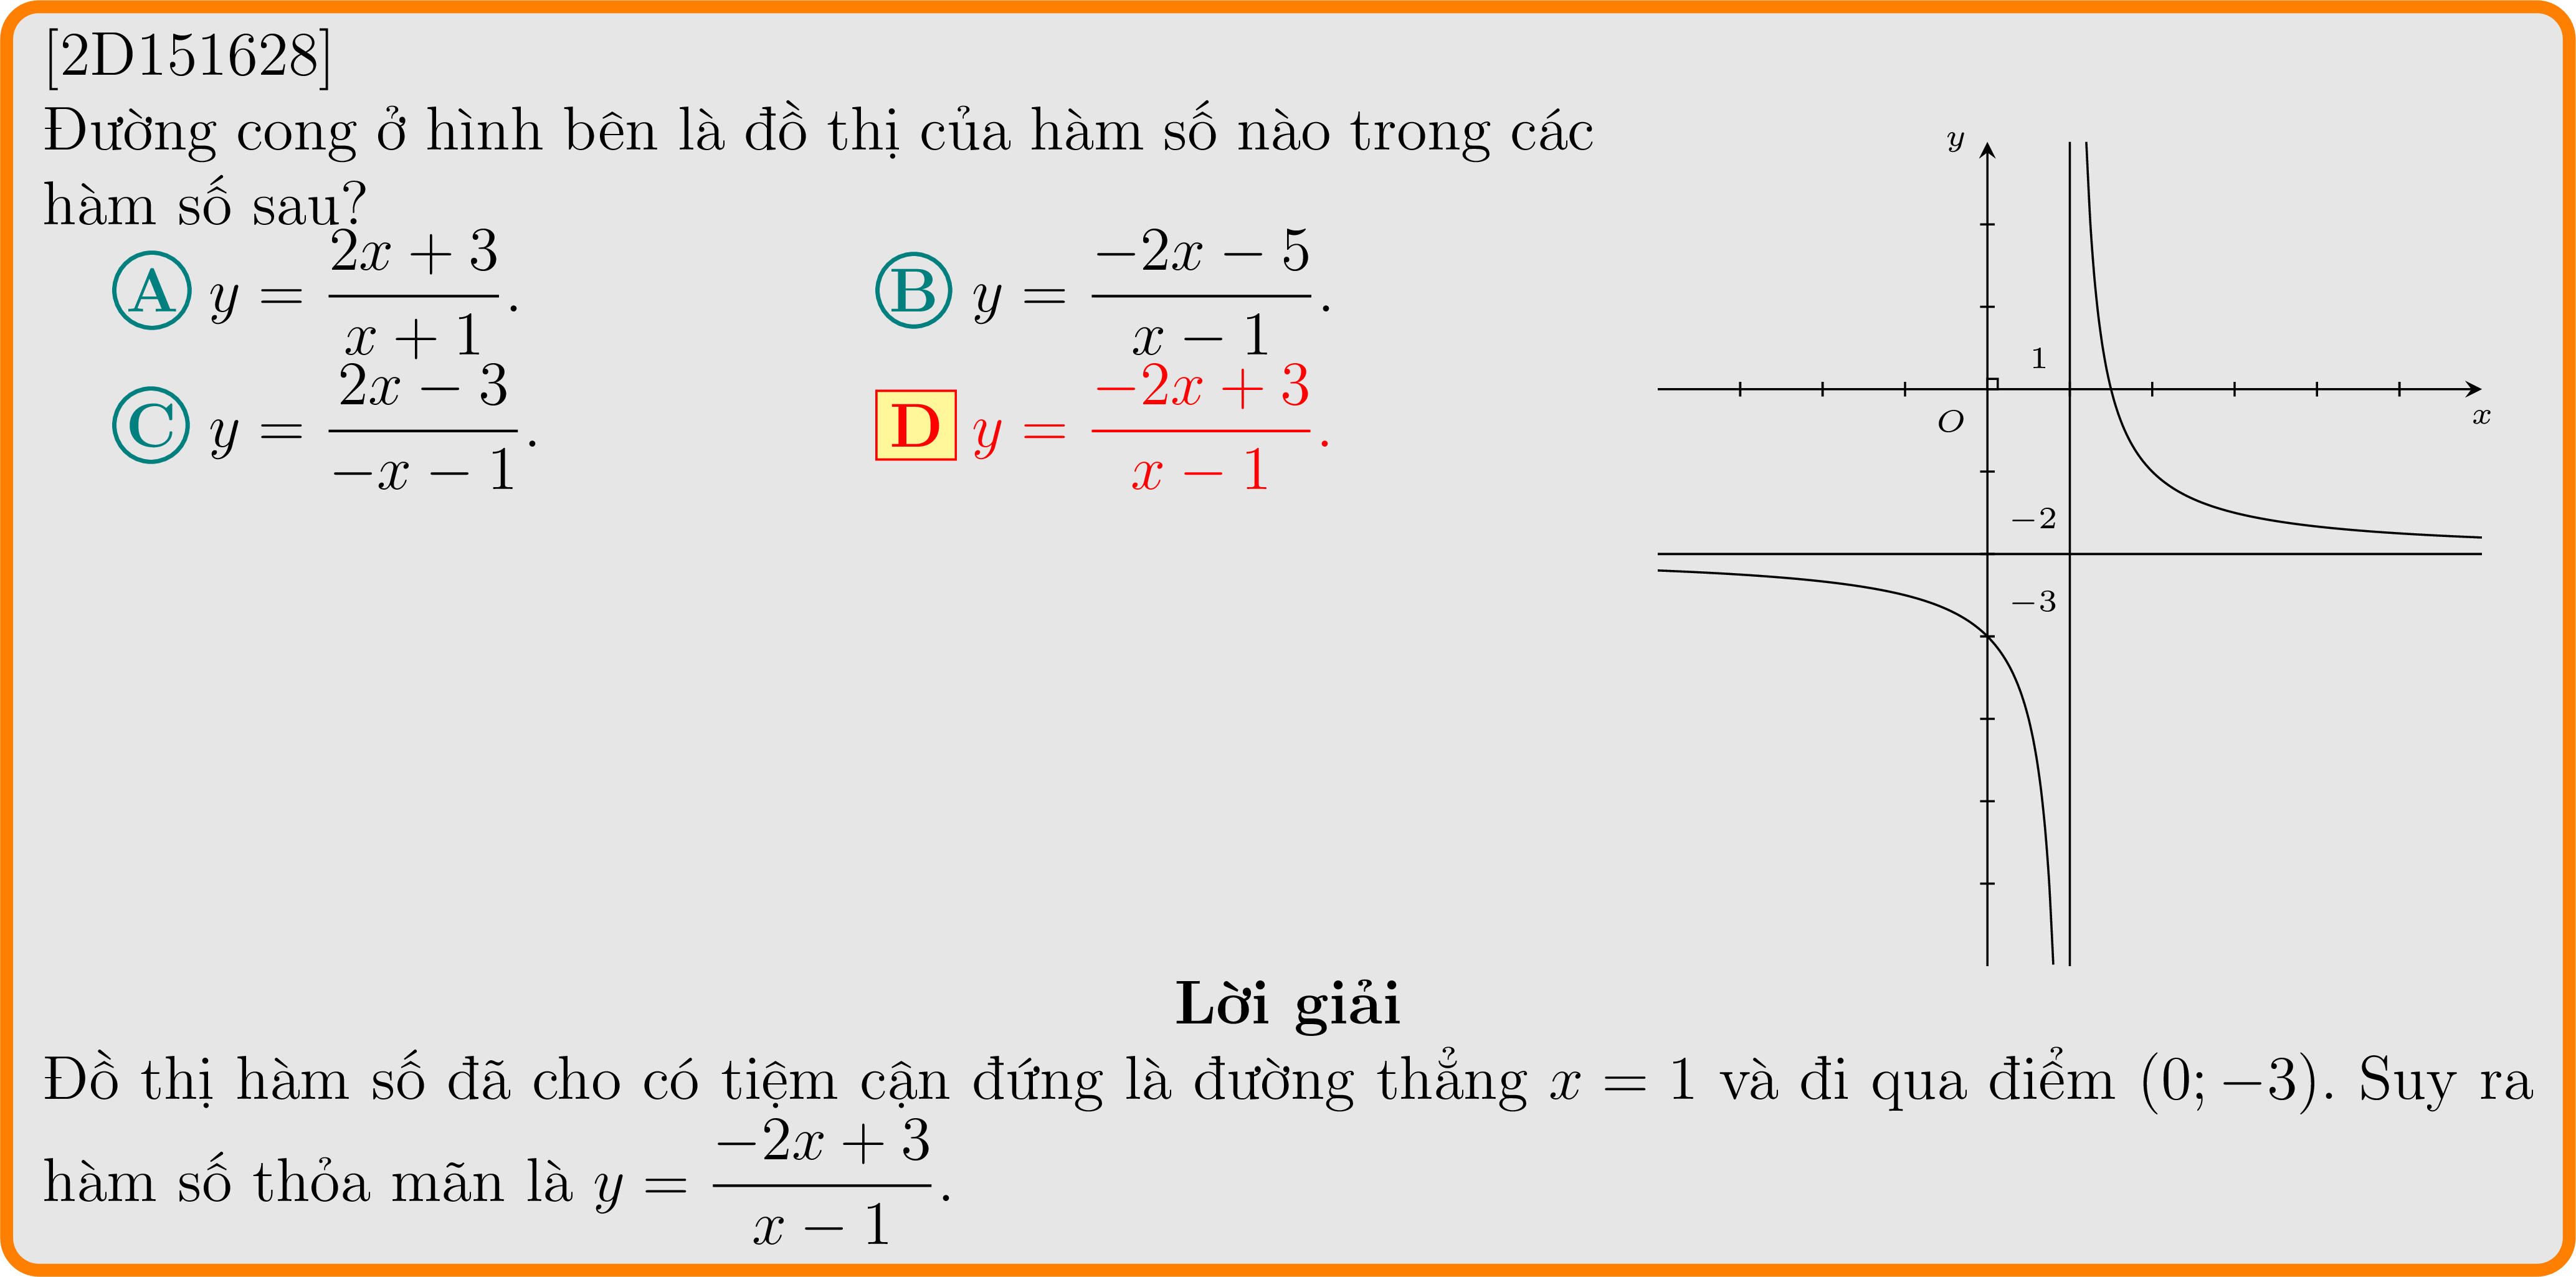 [2D151628]
Đường cong ở hình bên là đồ thị của hàm số nào trong các
hàm số sau?
A y = \frac{2x + 3}{x + 1}.
B y = \frac{-2x - 5}{x - 1}.
C y = \frac{2x - 3}{-x - 1}.
D y = \frac{-2x + 3}{x - 1}.
y
1
O
x
−2
−3
Lời giải
Đồ thị hàm số đã cho có tiệm cận đứng là đường thẳng x = 1 và đi qua điểm (0; −3). Suy ra
hàm số thỏa mãn là y = \frac{-2x + 3}{x - 1}.